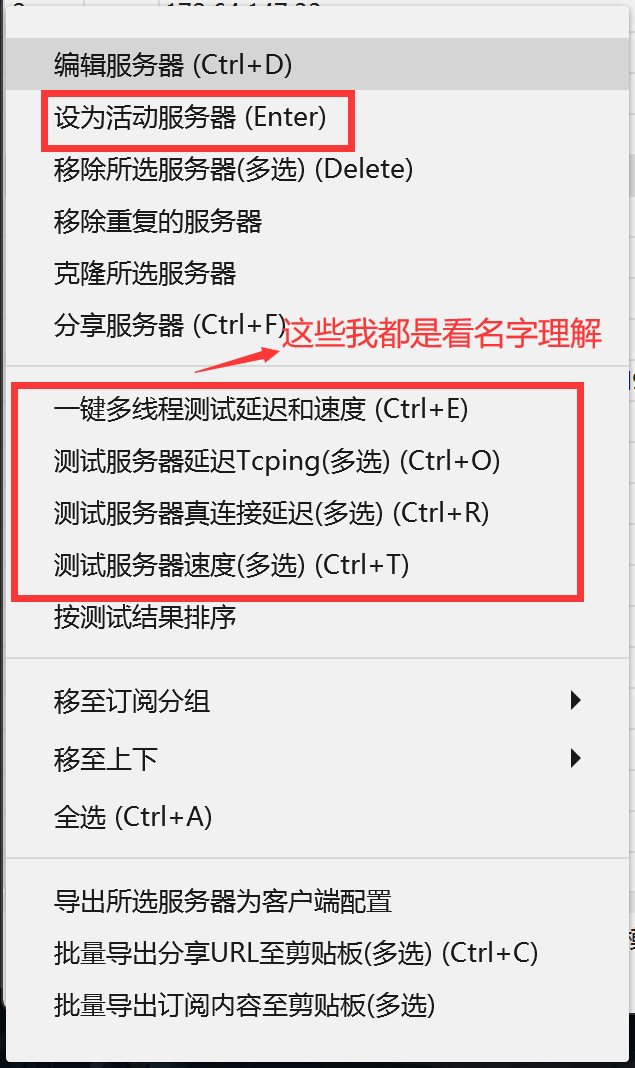 编辑服务器 (Ctrl+D)
设为活动服务器 (Enter)
移除所选服务器(多选) (Delete)
移除重复的服务器
克隆所选服务器
分享服务器 (Ctrl+F)
这些我都是看名字理解
一键多线程测试延迟和速度 (Ctrl+E)
测试服务器延迟Tcping(多选) (Ctrl+O)
测试服务器真连接延迟(多选) (Ctrl+R)
测试服务器速度(多选) (Ctrl+T)
按测试结果排序
移至订阅分组
移至上下
全选 (Ctrl+A)
导出所选服务器为客户端配置
批量导出分享URL至剪贴板(多选) (Ctrl+C)
批量导出订阅内容至剪贴板(多选)